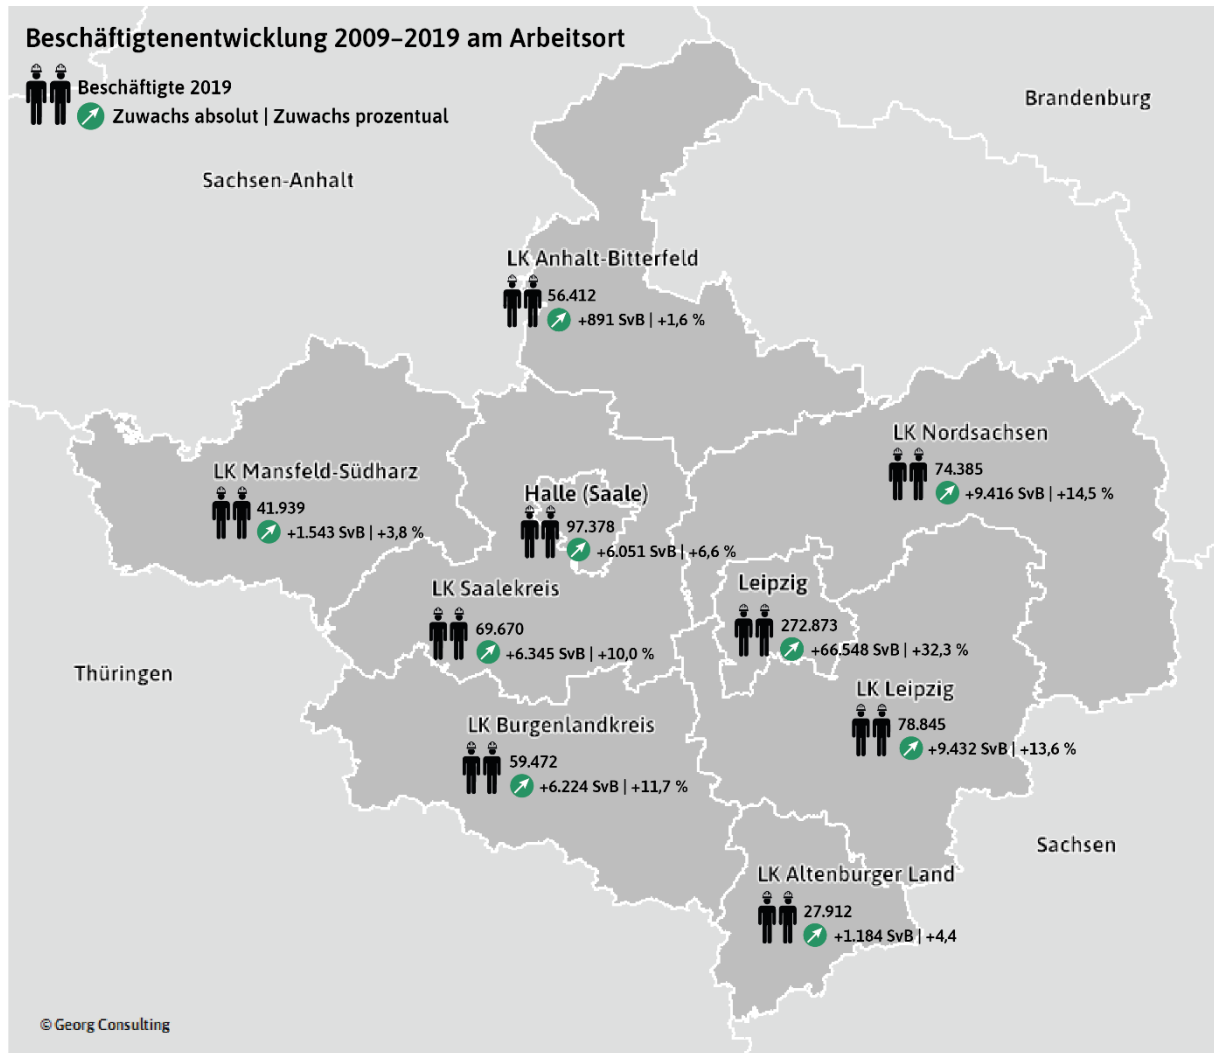 Beschäftigtenentwicklung 2009–2019 am Arbeitsort
Beschäftigte 2019
Zuwachs absolut | Zuwachs prozentual
Brandenburg
Sachsen-Anhalt
LK Anhalt-Bitterfeld
56.412
+891 SvB | +1,6 %
LK Nordsachsen
74.385
+9.416 SvB | +14,5 %
LK Mansfeld-Südharz
41.939
+1.543 SvB | +3,8 %
Halle (Saale)
97.378
+6.051 SvB | +6,6 %
Leipzig
272.873
+66.548 SvB | +32,3 %
LK Saalekreis
69.670
+6.345 SvB | +10,0 %
Thüringen
LK Leipzig
78.845
+9.432 SvB | +13,6 %
LK Burgenlandkreis
59.472
+6.224 SvB | +11,7 %
Sachsen
LK Altenburger Land
27.912
+1.184 SvB | +4,4
© Georg Consulting